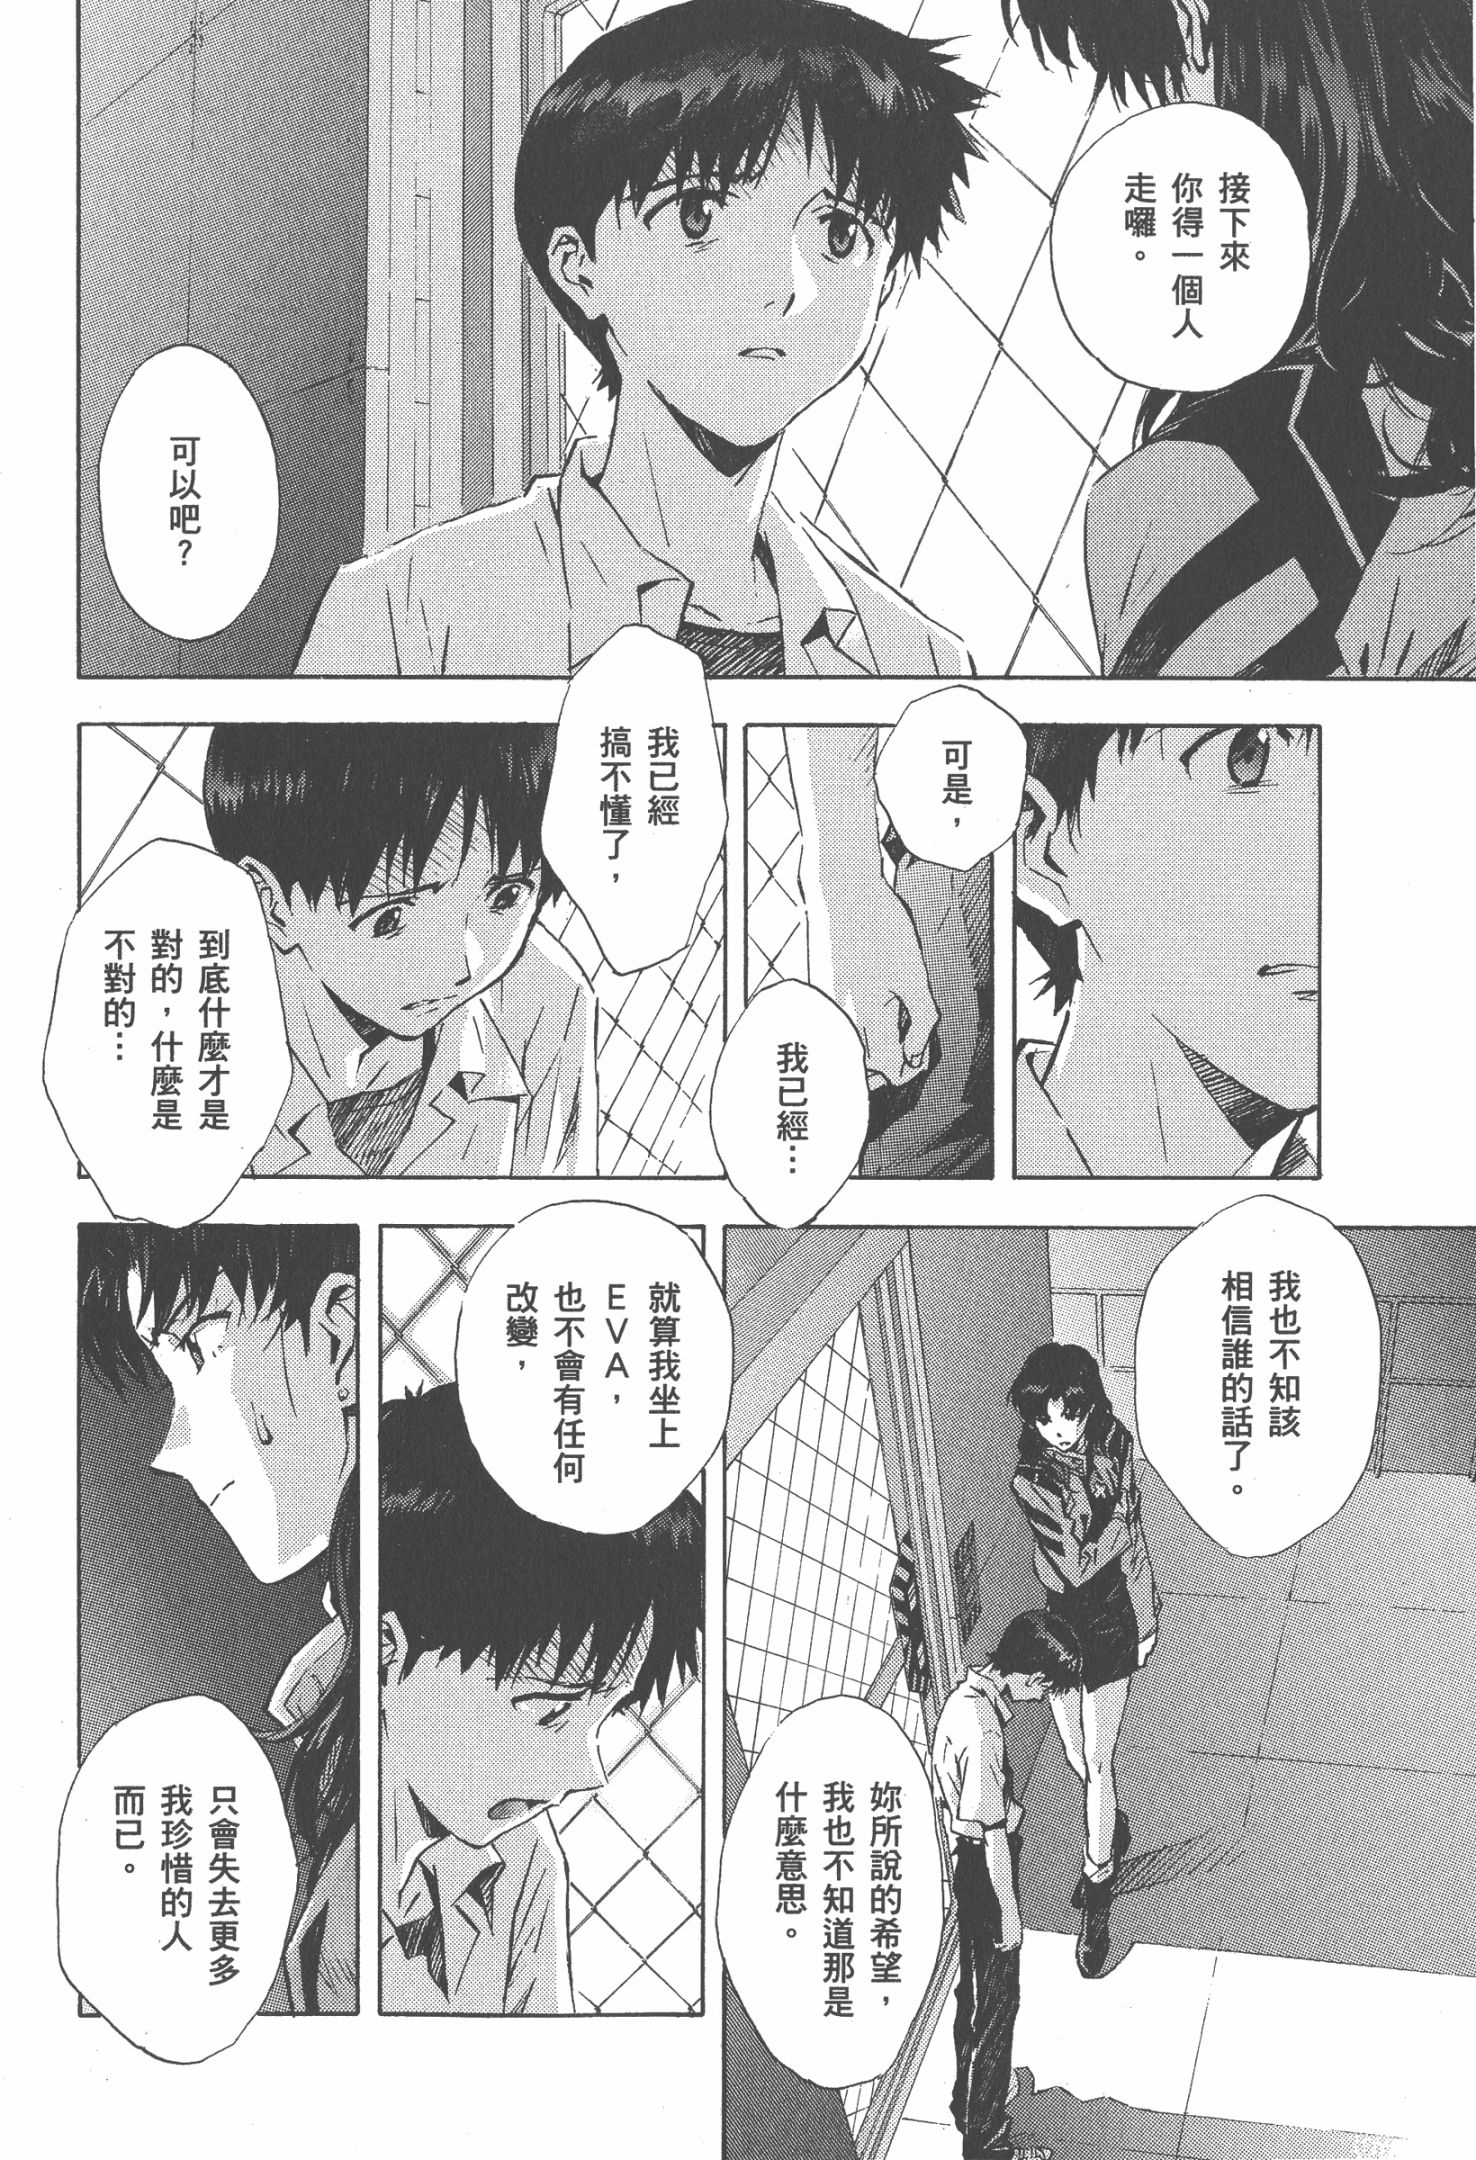 接下來
你得一個人
走囉。
可以吧?
可是,
我已經…
我已經
搞不懂了,
到底什麼才是
對的,什麼是
不對的…
我也不知該
相信誰的話了。
妳所說的希望,
我也不知道那是
什麼意思。
就算我坐上
EVA,
也不會有任何
改變,
只會失去更多
我珍惜的人
而已。